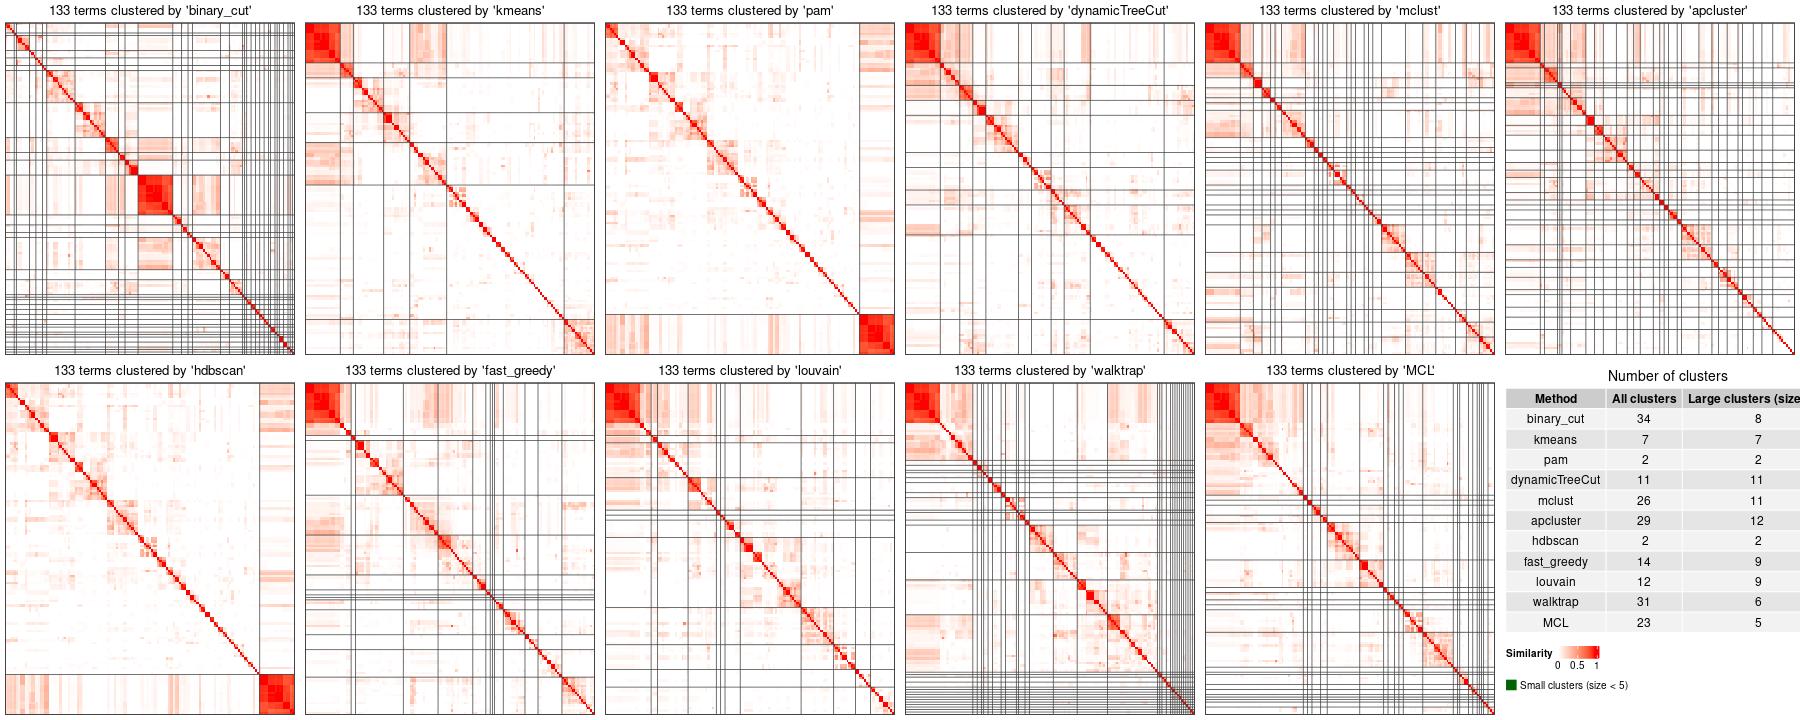 133 terms clustered by 'binary_cut'
133 terms clustered by 'kmeans'
133 terms clustered by 'pam'
133 terms clustered by 'dynamicTreeCut'
133 terms clustered by 'mclust'
133 terms clustered by 'apcluster'
133 terms clustered by 'hdbscan'
133 terms clustered by 'fast_greedy'
133 terms clustered by 'louvain'
133 terms clustered by 'walktrap'
133 terms clustered by 'MCL'
Number of clusters
Method All clusters Large clusters (size
binary_cut 34 8
kmeans 7 7
pam 2 2
dynamicTreeCut 11 11
mclust 26 11
apcluster 29 12
hdbscan 2 2
fast_greedy 14 9
louvain 12 9
walktrap 31 6
MCL 23 5
Similarity
0 0.5 1
Small clusters (size < 5)